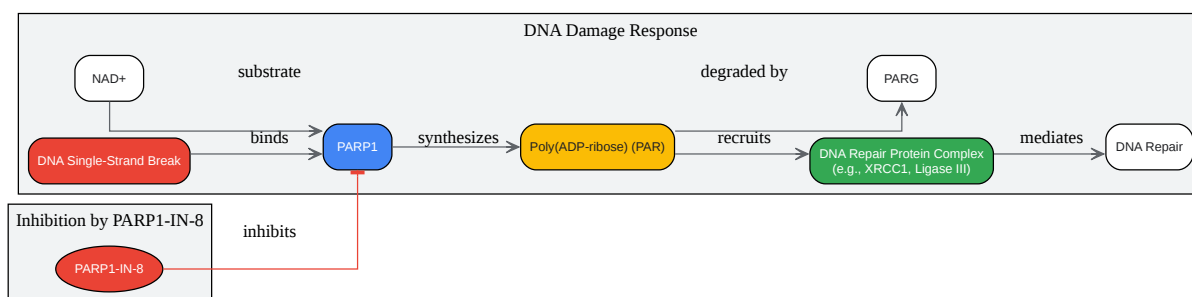 DNA Damage Response
NAD+
substrate
degraded by
PARG
DNA Single-Strand Break
binds
PARP1
synthesizes
Poly(ADP-ribose) (PAR)
recruits
DNA Repair Protein Complex
(e.g., XRCC1, Ligase III)
mediates
DNA Repair
Inhibition by PARP1-IN-8
inhibits
PARP1-IN-8